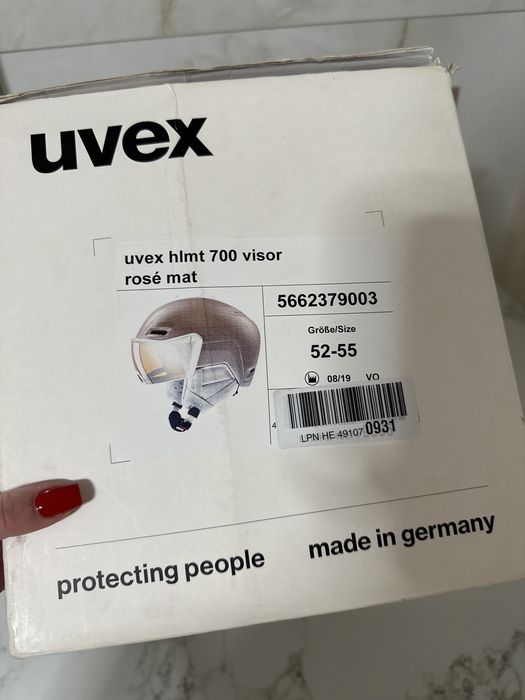 uvex
uvex hlmt 700 visor
rosé mat
5662379003
Größe/Size
52-55
08/19 VO
4
LPN HE 49107 0931
protecting people
made in germany